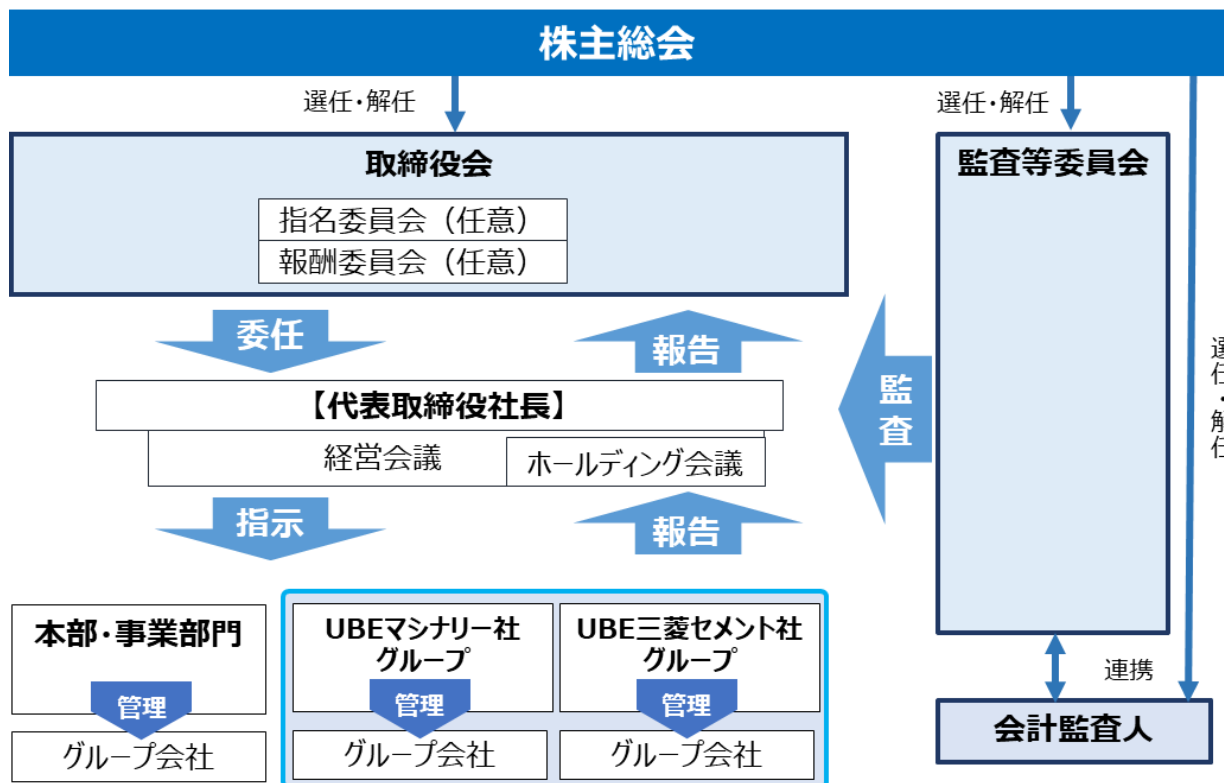 株主総会
選任・解任
選任・解任
取締役会
指名委員会（任意）
報酬委員会（任意）
監査等委員会
委任
報告
監査
選任・解任
【代表取締役社長】
経営会議
ホールディング会議
指示
報告
本部・事業部門
管理
グループ会社
UBEマシナリー社
グループ
管理
グループ会社
UBE三菱セメント社
グループ
管理
グループ会社
連携
会計監査人